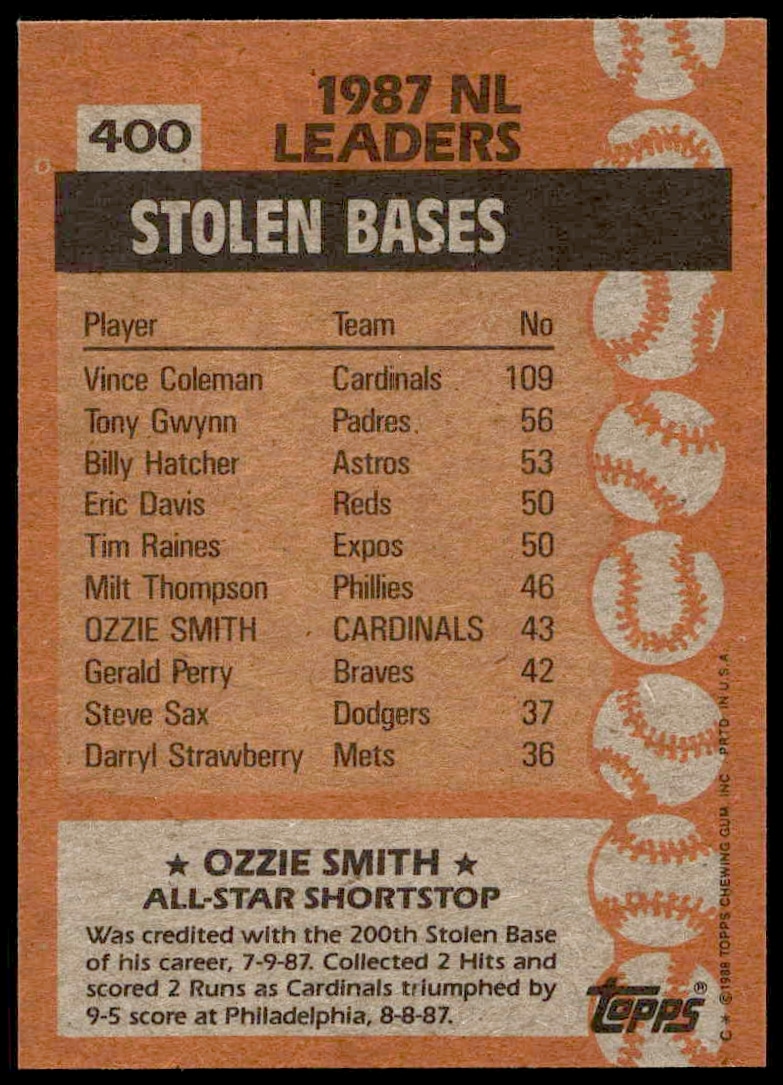 1987 NL
400 LEADERS
STOLEN BASES
Player Team No
Vince Coleman Cardinals 109
Tony Gwynn Padres 56
Billy Hatcher Astros 53
Eric Davis Reds 50
Tim Raines Expos 50
Milt Thompson Phillies 46
OZZIE SMITH CARDINALS 43
Gerald Perry Braves 42
Steve Sax Dodgers 37
Darryl Strawberry Mets 36
★ OZZIE SMITH ★
ALL-STAR SHORTSTOP
Was credited with the 200th Stolen Base
of his career, 7-9-87. Collected 2 Hits and
scored 2 Runs as Cardinals triumphed by
9-5 score at Philadelphia, 8-8-87.
TOPPS®
C* ©1988 TOPPS CHEWING GUM, INC. PRTD. IN U.S.A.